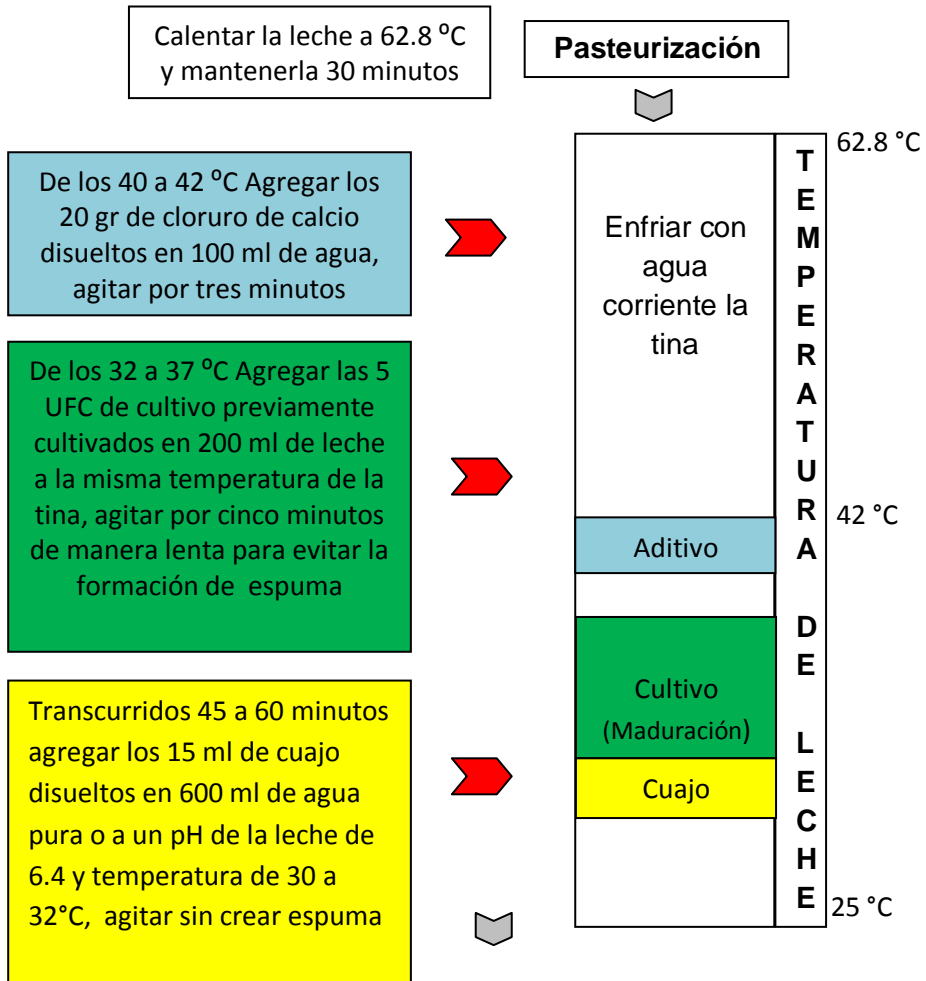 Calentar la leche a 62.8 ºC
y mantenerla 30 minutos
Pasteurización
62.8 °C
De los 40 a 42 ºC Agregar los
20 gr de cloruro de calcio
disueltos en 100 ml de agua,
agitar por tres minutos
Enfriar con
agua
corriente la
tina
De los 32 a 37 ºC Agregar las 5
UFC de cultivo previamente
cultivados en 200 ml de leche
a la misma temperatura de la
tina, agitar por cinco minutos
de manera lenta para evitar la
formación de espuma
42 °C
Aditivo
Cultivo
(Maduración)
Transcurridos 45 a 60 minutos
agregar los 15 ml de cuajo
disueltos en 600 ml de agua
pura o a un pH de la leche de
6.4 y temperatura de 30 a
32°C, agitar sin crear espuma
Cuajo
TEMPERATURA DE LECHE
25 °C